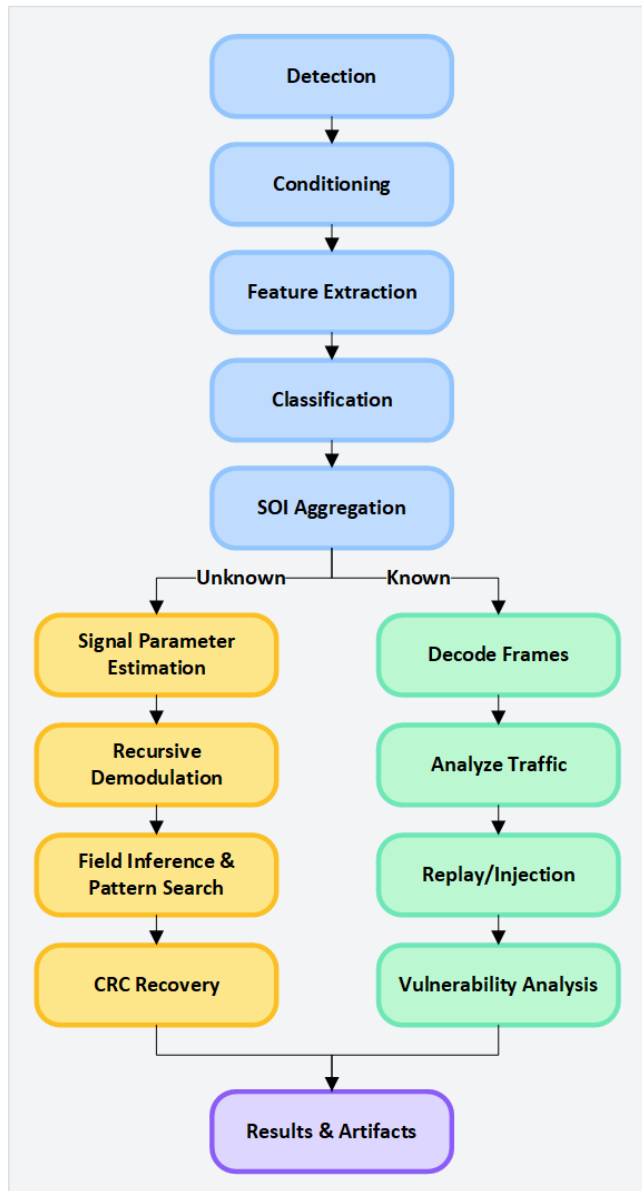 Detection
Conditioning
Feature Extraction
Classification
SOI Aggregation
Unknown
Known
Signal Parameter
Estimation
Recursive
Demodulation
Field Inference &
Pattern Search
CRC Recovery
Decode Frames
Analyze Traffic
Replay/Injection
Vulnerability Analysis
Results & Artifacts